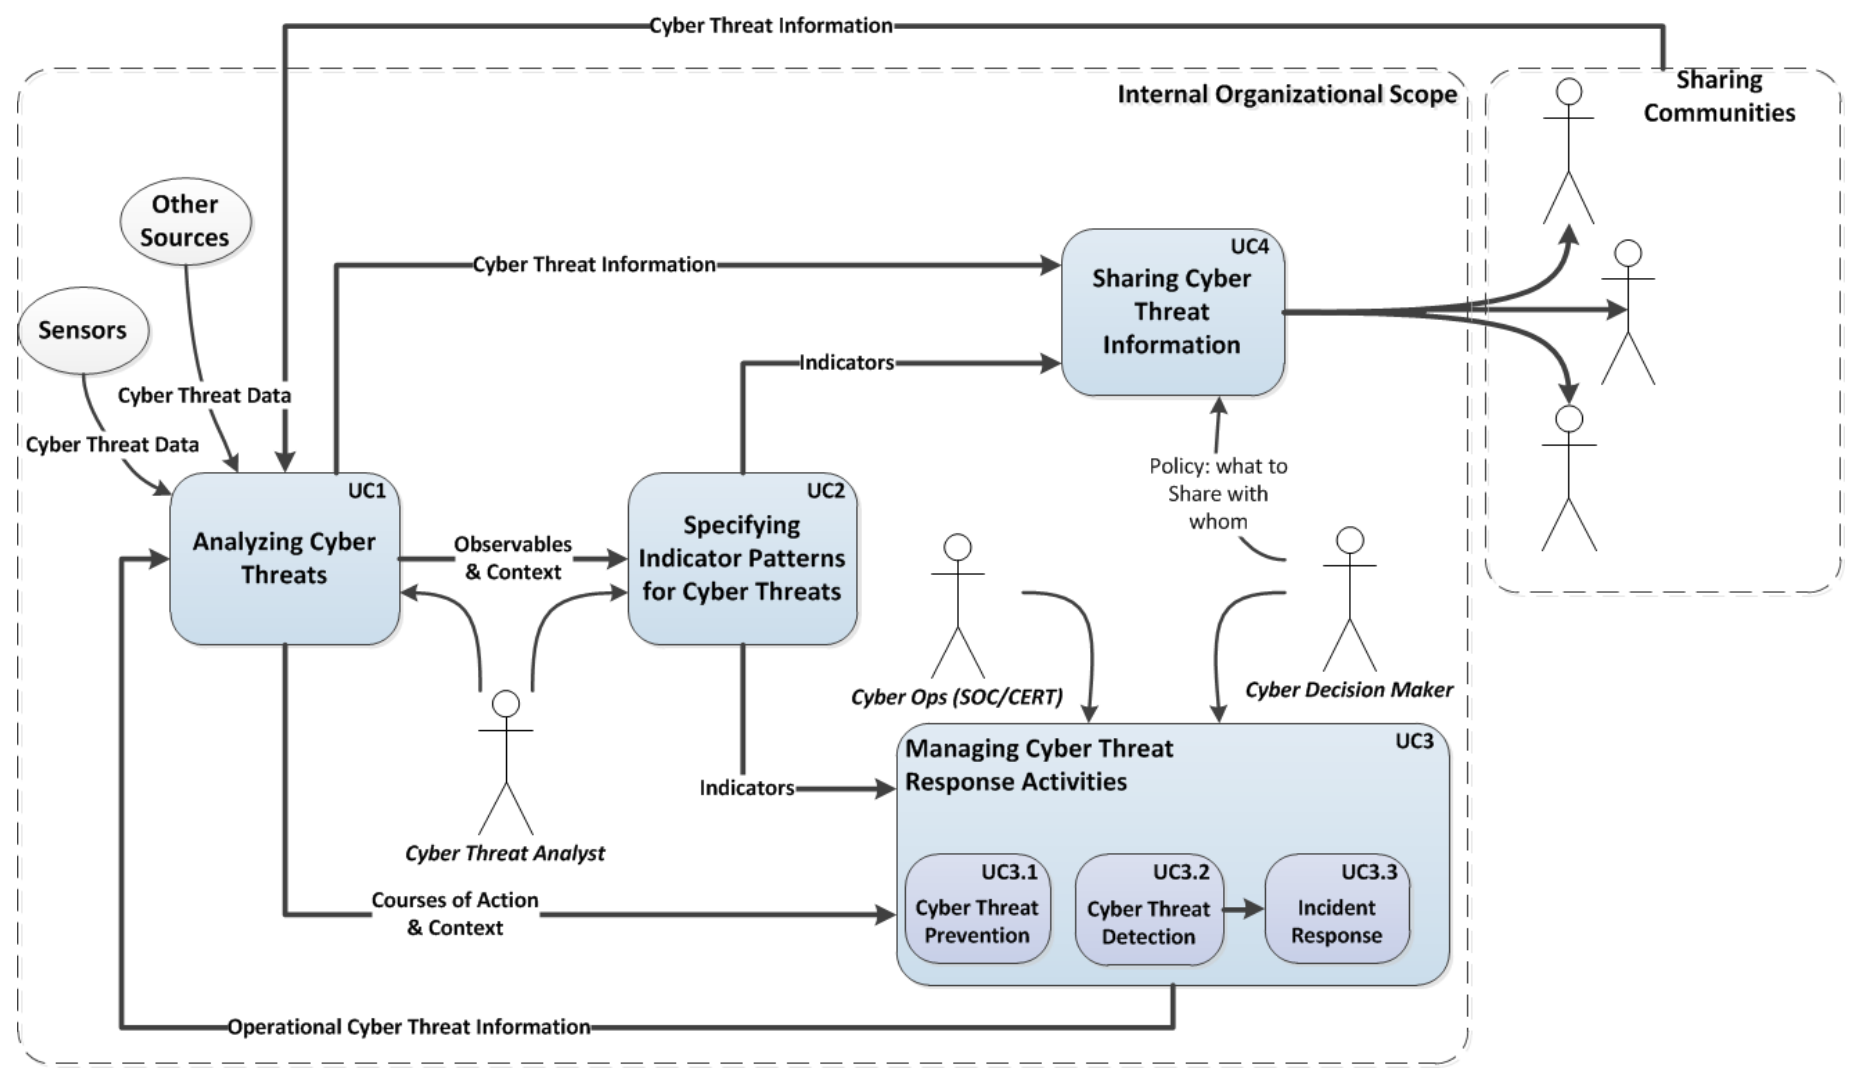 Cyber Threat Information
Internal Organizational Scope
Sharing
Communities
Other
Sources
Sensors
Cyber Threat Data
Cyber Threat Data
Cyber Threat Information
Indicators
UC4
Sharing Cyber
Threat
Information
Policy: what to
Share with
whom
UC1
Analyzing Cyber
Threats
Observables
& Context
UC2
Specifying
Indicator Patterns
for Cyber Threats
Cyber Ops (SOC/CERT)
Cyber Decision Maker
Cyber Threat Analyst
Indicators
Courses of Action
& Context
UC3
Managing Cyber Threat
Response Activities
UC3.1
Cyber Threat
Prevention
UC3.2
Cyber Threat
Detection
UC3.3
Incident
Response
Operational Cyber Threat Information